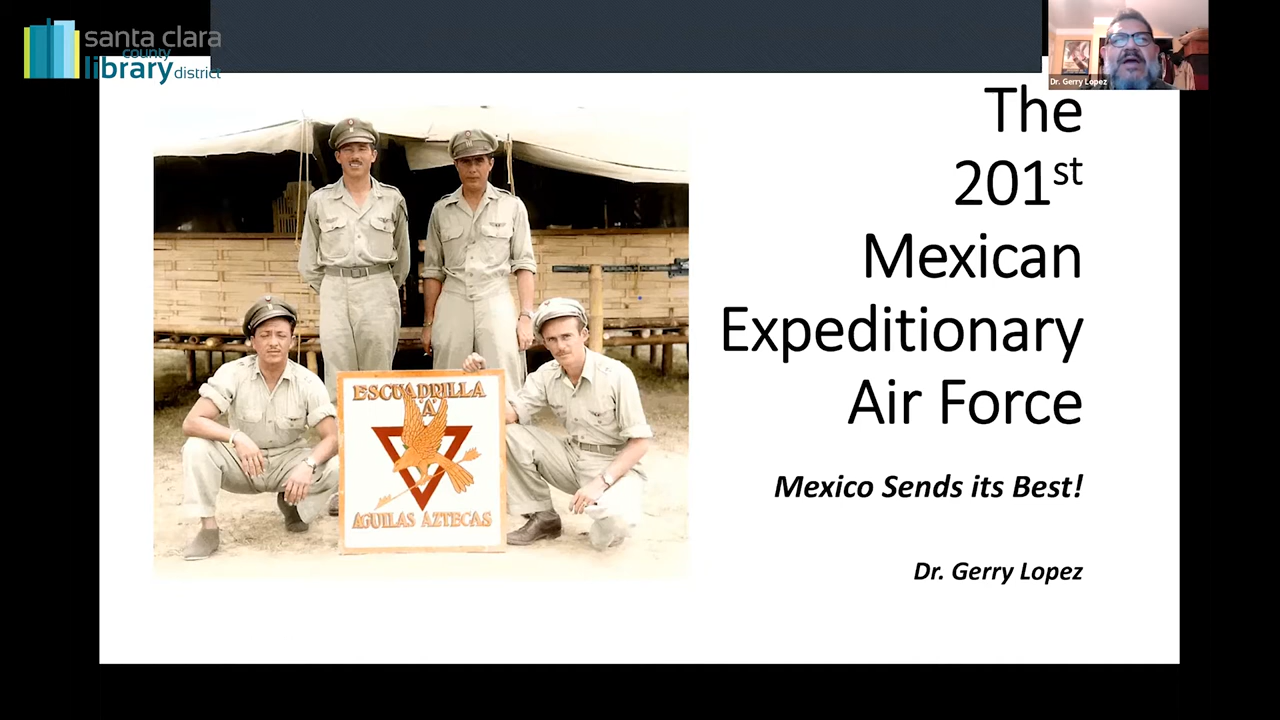 santa clara
county
library district
Dr. Gerry Lopez
The
201st
Mexican
Expeditionary
Air Force
Mexico Sends its Best!
Dr. Gerry Lopez
ESCUADRILLA
"A"
AGUILAS AZTECAS